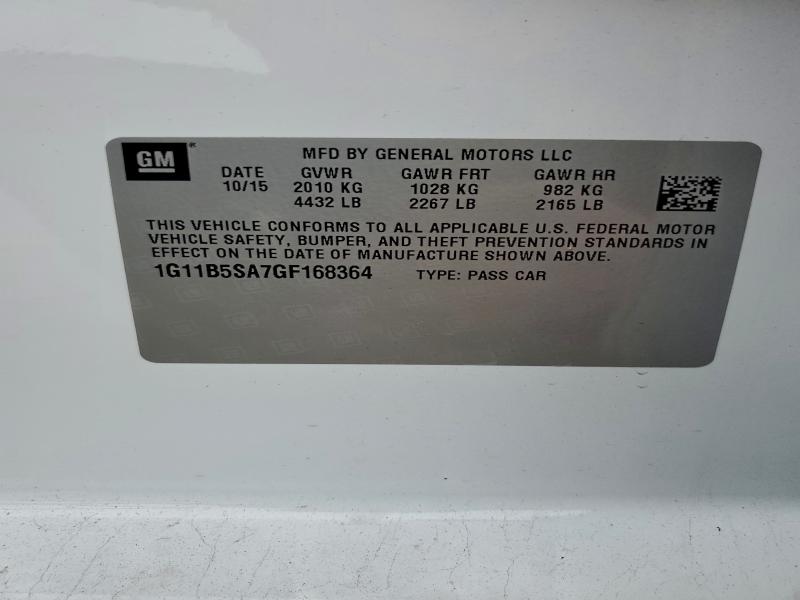 GM ®
MFD BY GENERAL MOTORS LLC
DATE GVWR GAWR FRT GAWR RR
10/15 2010 KG 1028 KG 982 KG
4432 LB 2267 LB 2165 LB
THIS VEHICLE CONFORMS TO ALL APPLICABLE U.S. FEDERAL MOTOR
VEHICLE SAFETY, BUMPER, AND THEFT PREVENTION STANDARDS IN
EFFECT ON THE DATE OF MANUFACTURE SHOWN ABOVE.
1G11B5SA7GF168364 TYPE: PASS CAR